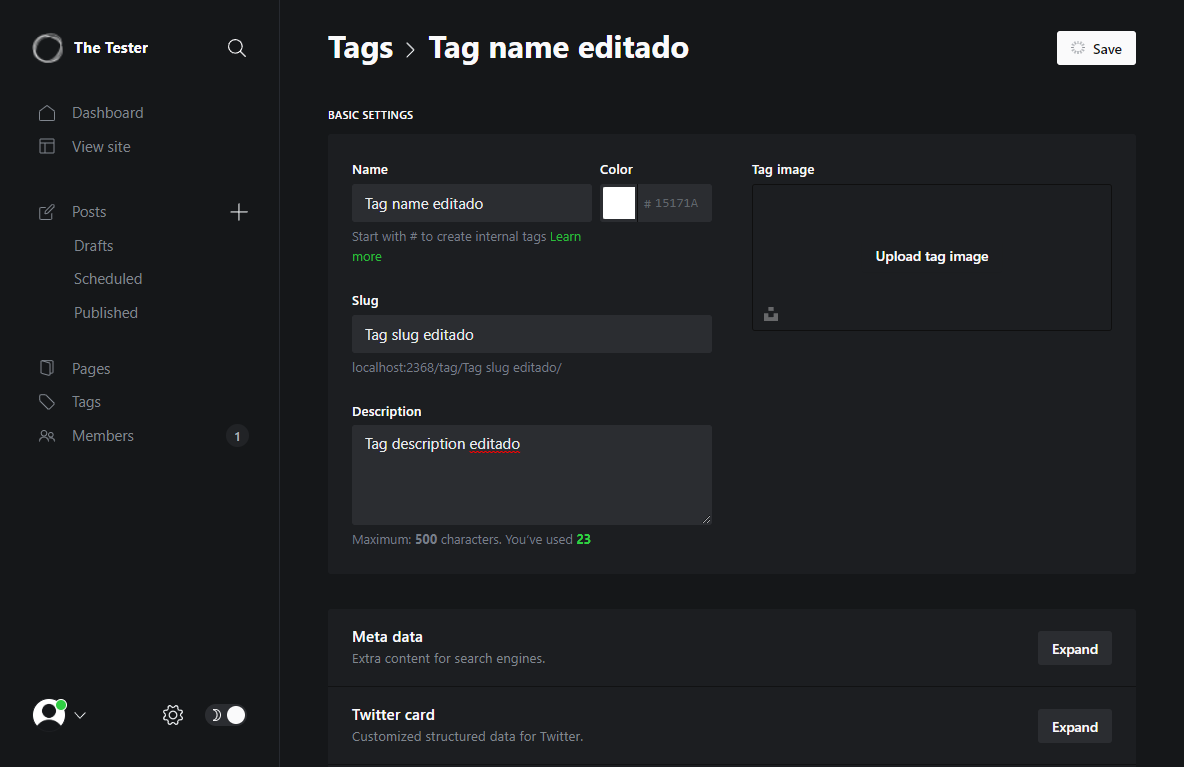 The Tester
Dashboard
View site
Posts
Drafts
Scheduled
Published
Pages
Tags
Members
1
Tags > Tag name editado
Save
BASIC SETTINGS
Name
Tag name editado
Start with # to create internal tags Learn
more
Color
# 15171A
Slug
Tag slug editado
localhost:2368/tag/Tag slug editado/
Description
Tag description editado
Maximum: 500 characters. You've used 23
Tag image
Upload tag image
Meta data
Extra content for search engines.
Expand
Twitter card
Customized structured data for Twitter.
Expand